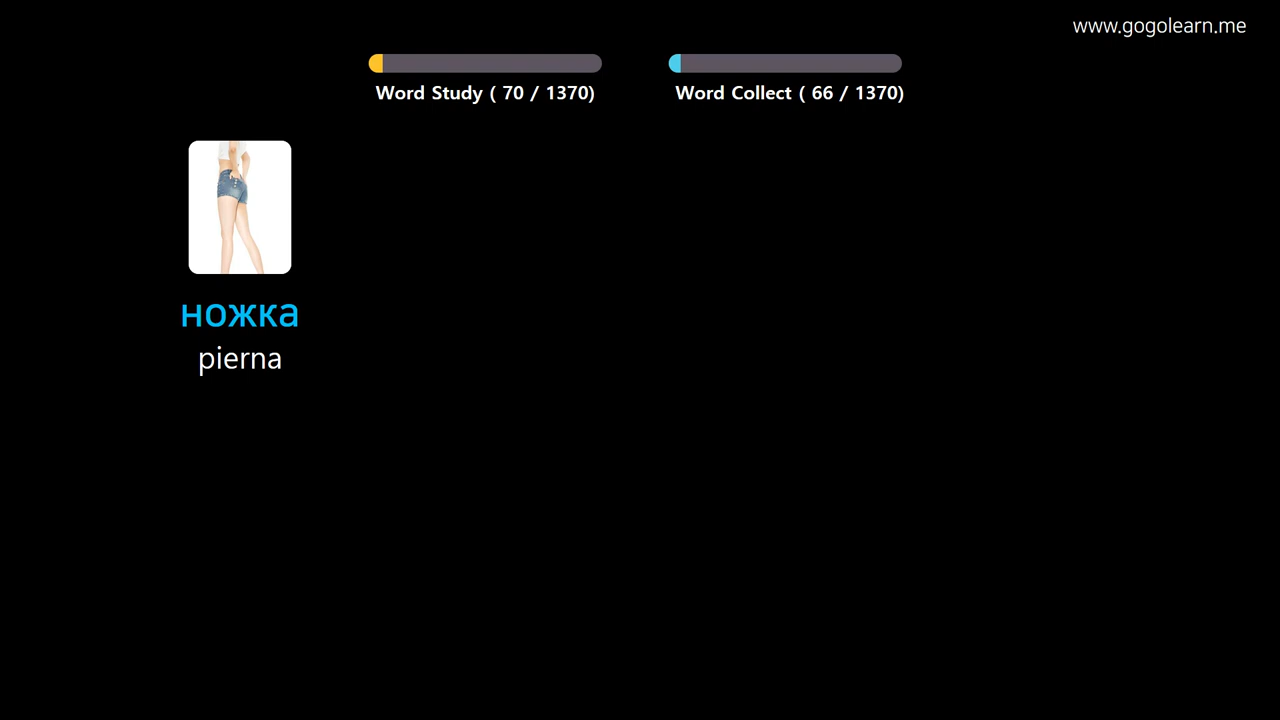 www.gogolearn.me
Word Study ( 70 / 1370)
Word Collect ( 66 / 1370)
ножка
pierna